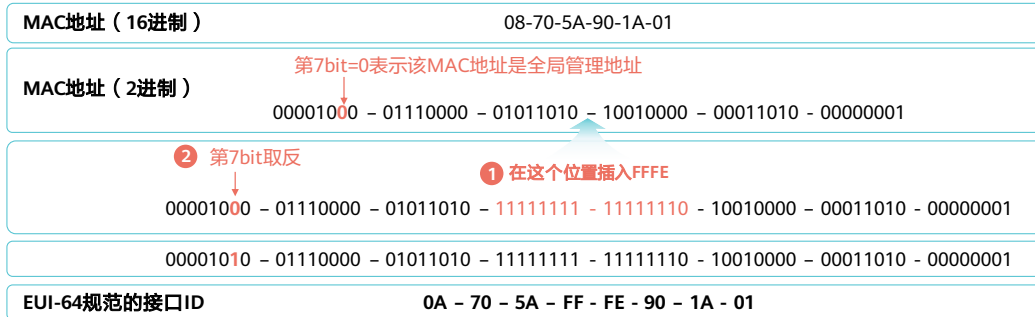 MAC地址（16进制） 08-70-5A-90-1A-01
第7bit=0表示该MAC地址是全局管理地址
MAC地址（2进制）
00001000 – 01110000 – 01011010 – 10010000 – 00011010 - 00000001
2 第7bit取反 1 在这个位置插入FFFE
00001000 – 01110000 – 01011010 – 11111111 - 11111110 - 10010000 – 00011010 - 00000001
00001010 – 01110000 – 01011010 – 11111111 - 11111110 - 10010000 – 00011010 - 00000001
EUI-64规范的接口ID 0A – 70 – 5A – FF - FE - 90 – 1A - 01